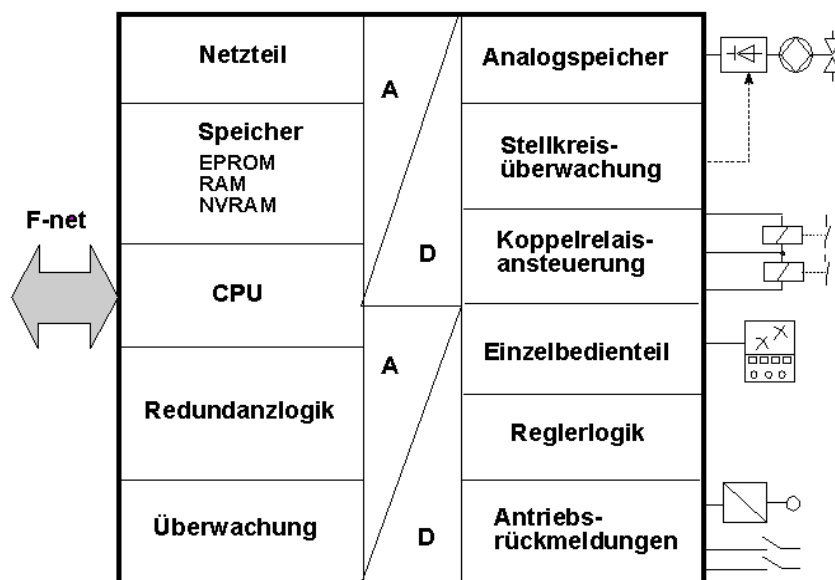 Netzteil
Speicher
EPROM
RAM
NVRAM
F-net
CPU
Redundanzlogik
Überwachung
A
D
A
D
Analogspeicher
Stellkreis-
überwachung
Koppelrelais-
ansteuerung
Einzelbedienteil
Reglerlogik
Antriebs-
rückmeldungen